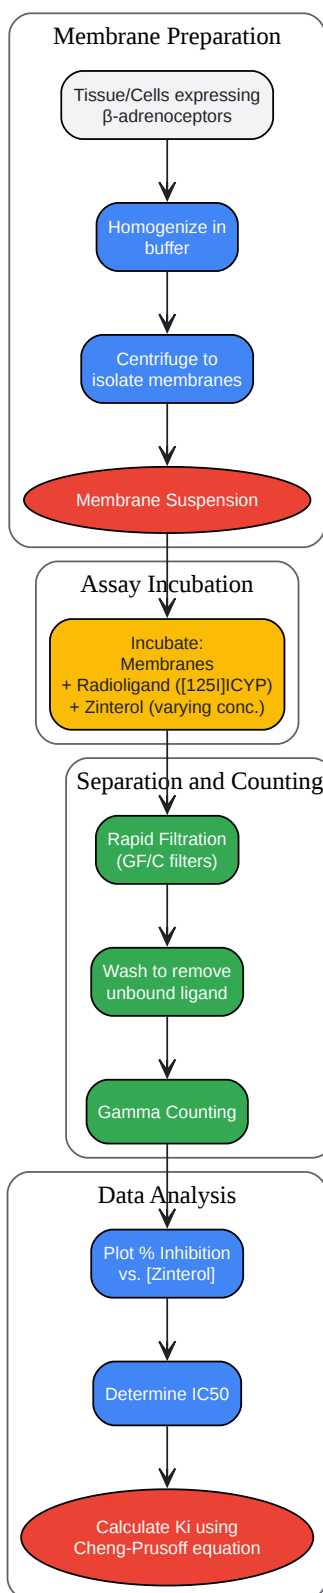 Membrane Preparation
Tissue/Cells expressing
β-adrenoceptors
Homogenize in
buffer
Centrifuge to
isolate membranes
Membrane Suspension
Assay Incubation
Incubate:
Membranes
+ Radioligand ([125I]ICYP)
+ Zinterol (varying conc.)
Separation and Counting
Rapid Filtration
(GF/C filters)
Wash to remove
unbound ligand
Gamma Counting
Data Analysis
Plot % Inhibition
vs. [Zinterol]
Determine IC50
Calculate Ki using
Cheng-Prusoff equation